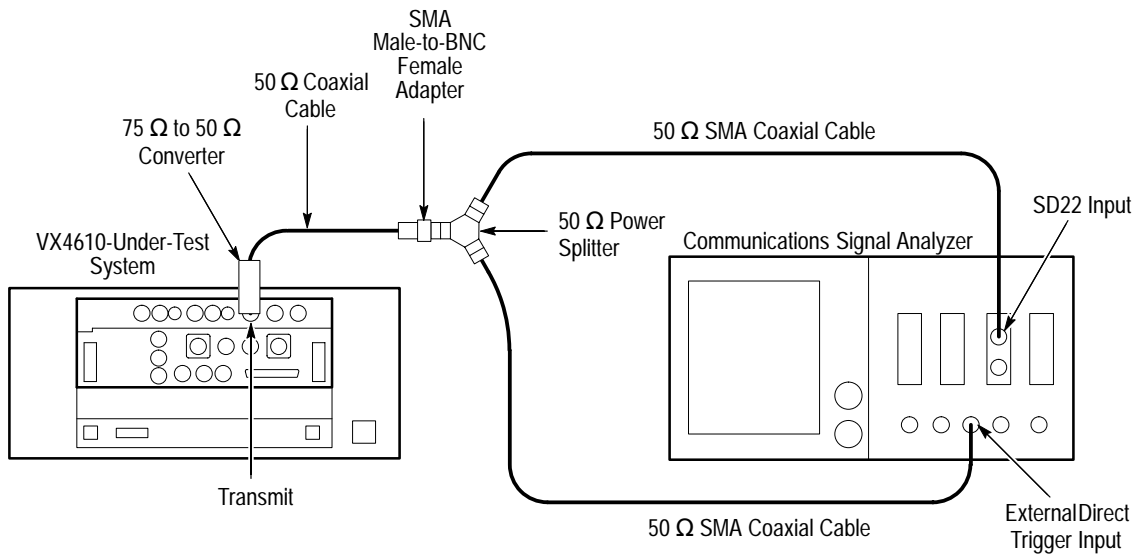 SMA
Male-to-BNC
Female
Adapter
50 Ω Coaxial
Cable
75 Ω to 50 Ω
Converter
50 Ω SMA Coaxial Cable
SD22 Input
50 Ω Power
Splitter
VX4610-Under-Test
System
Communications Signal Analyzer
Transmit
50 Ω SMA Coaxial Cable
ExternalDirect
Trigger Input